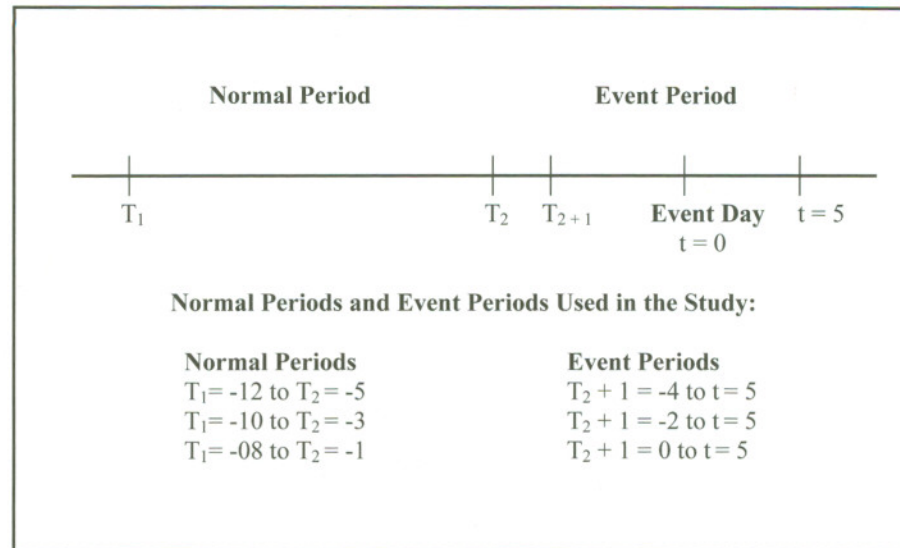 Normal Period Event Period
T₁ T₂ T₂ ₊ ₁ Event Day t = 5
t = 0
Normal Periods and Event Periods Used in the Study:
Normal Periods Event Periods
T₁= -12 to T₂= -5 T₂ + 1 = -4 to t = 5
T₁= -10 to T₂= -3 T₂ + 1 = -2 to t = 5
T₁= -08 to T₂= -1 T₂ + 1 = 0 to t = 5